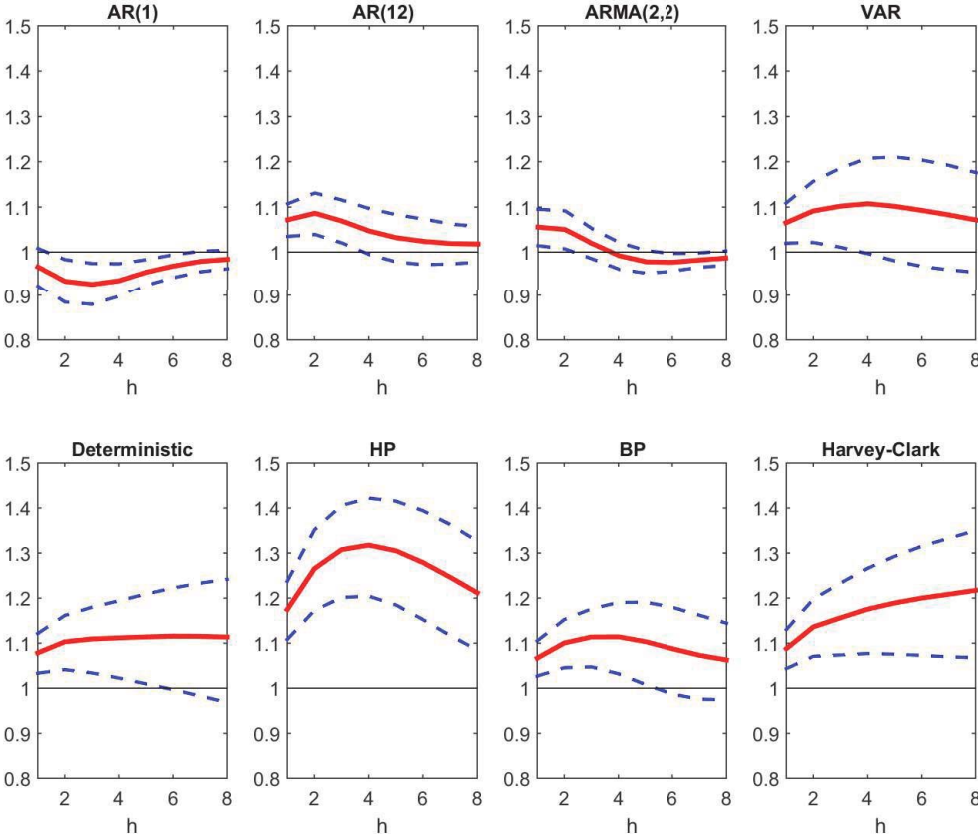 AR(1) AR(12) ARMA(2,2) VAR
1.5 1.5 1.5 1.5
1.4 1.4 1.4 1.4
1.3 1.3 1.3 1.3
1.2 1.2 1.2 1.2
1.1 1.1 1.1 1.1
1 1 1 1
0.9 0.9 0.9 0.9
0.8 0.8 0.8 0.8
2 4 6 8 2 4 6 8 2 4 6 8 2 4 6 8
h h h h
Deterministic HP BP Harvey-Clark
1.5 1.5 1.5 1.5
1.4 1.4 1.4 1.4
1.3 1.3 1.3 1.3
1.2 1.2 1.2 1.2
1.1 1.1 1.1 1.1
1 1 1 1
0.9 0.9 0.9 0.9
0.8 0.8 0.8 0.8
2 4 6 8 2 4 6 8 2 4 6 8 2 4 6 8
h h h h